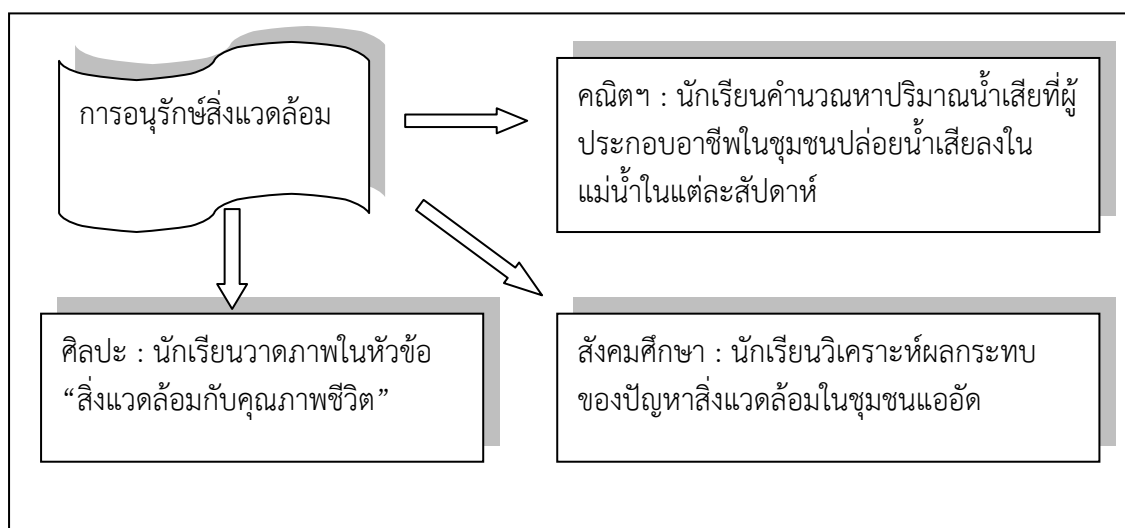 การอนุรักษ์สิ่งแวดล้อม
คณิตฯ : นักเรียนคำนวณหาปริมาณน้ำเสียที่ผู้
ประกอบอาชีพในชุมชนปล่อยน้ำเสียลงใน
แม่น้ำในแต่ละสัปดาห์
ศิลปะ : นักเรียนวาดภาพในหัวข้อ
“สิ่งแวดล้อมกับคุณภาพชีวิต”
สังคมศึกษา : นักเรียนวิเคราะห์ผลกระทบ
ของปัญหาสิ่งแวดล้อมในชุมชนแออัด